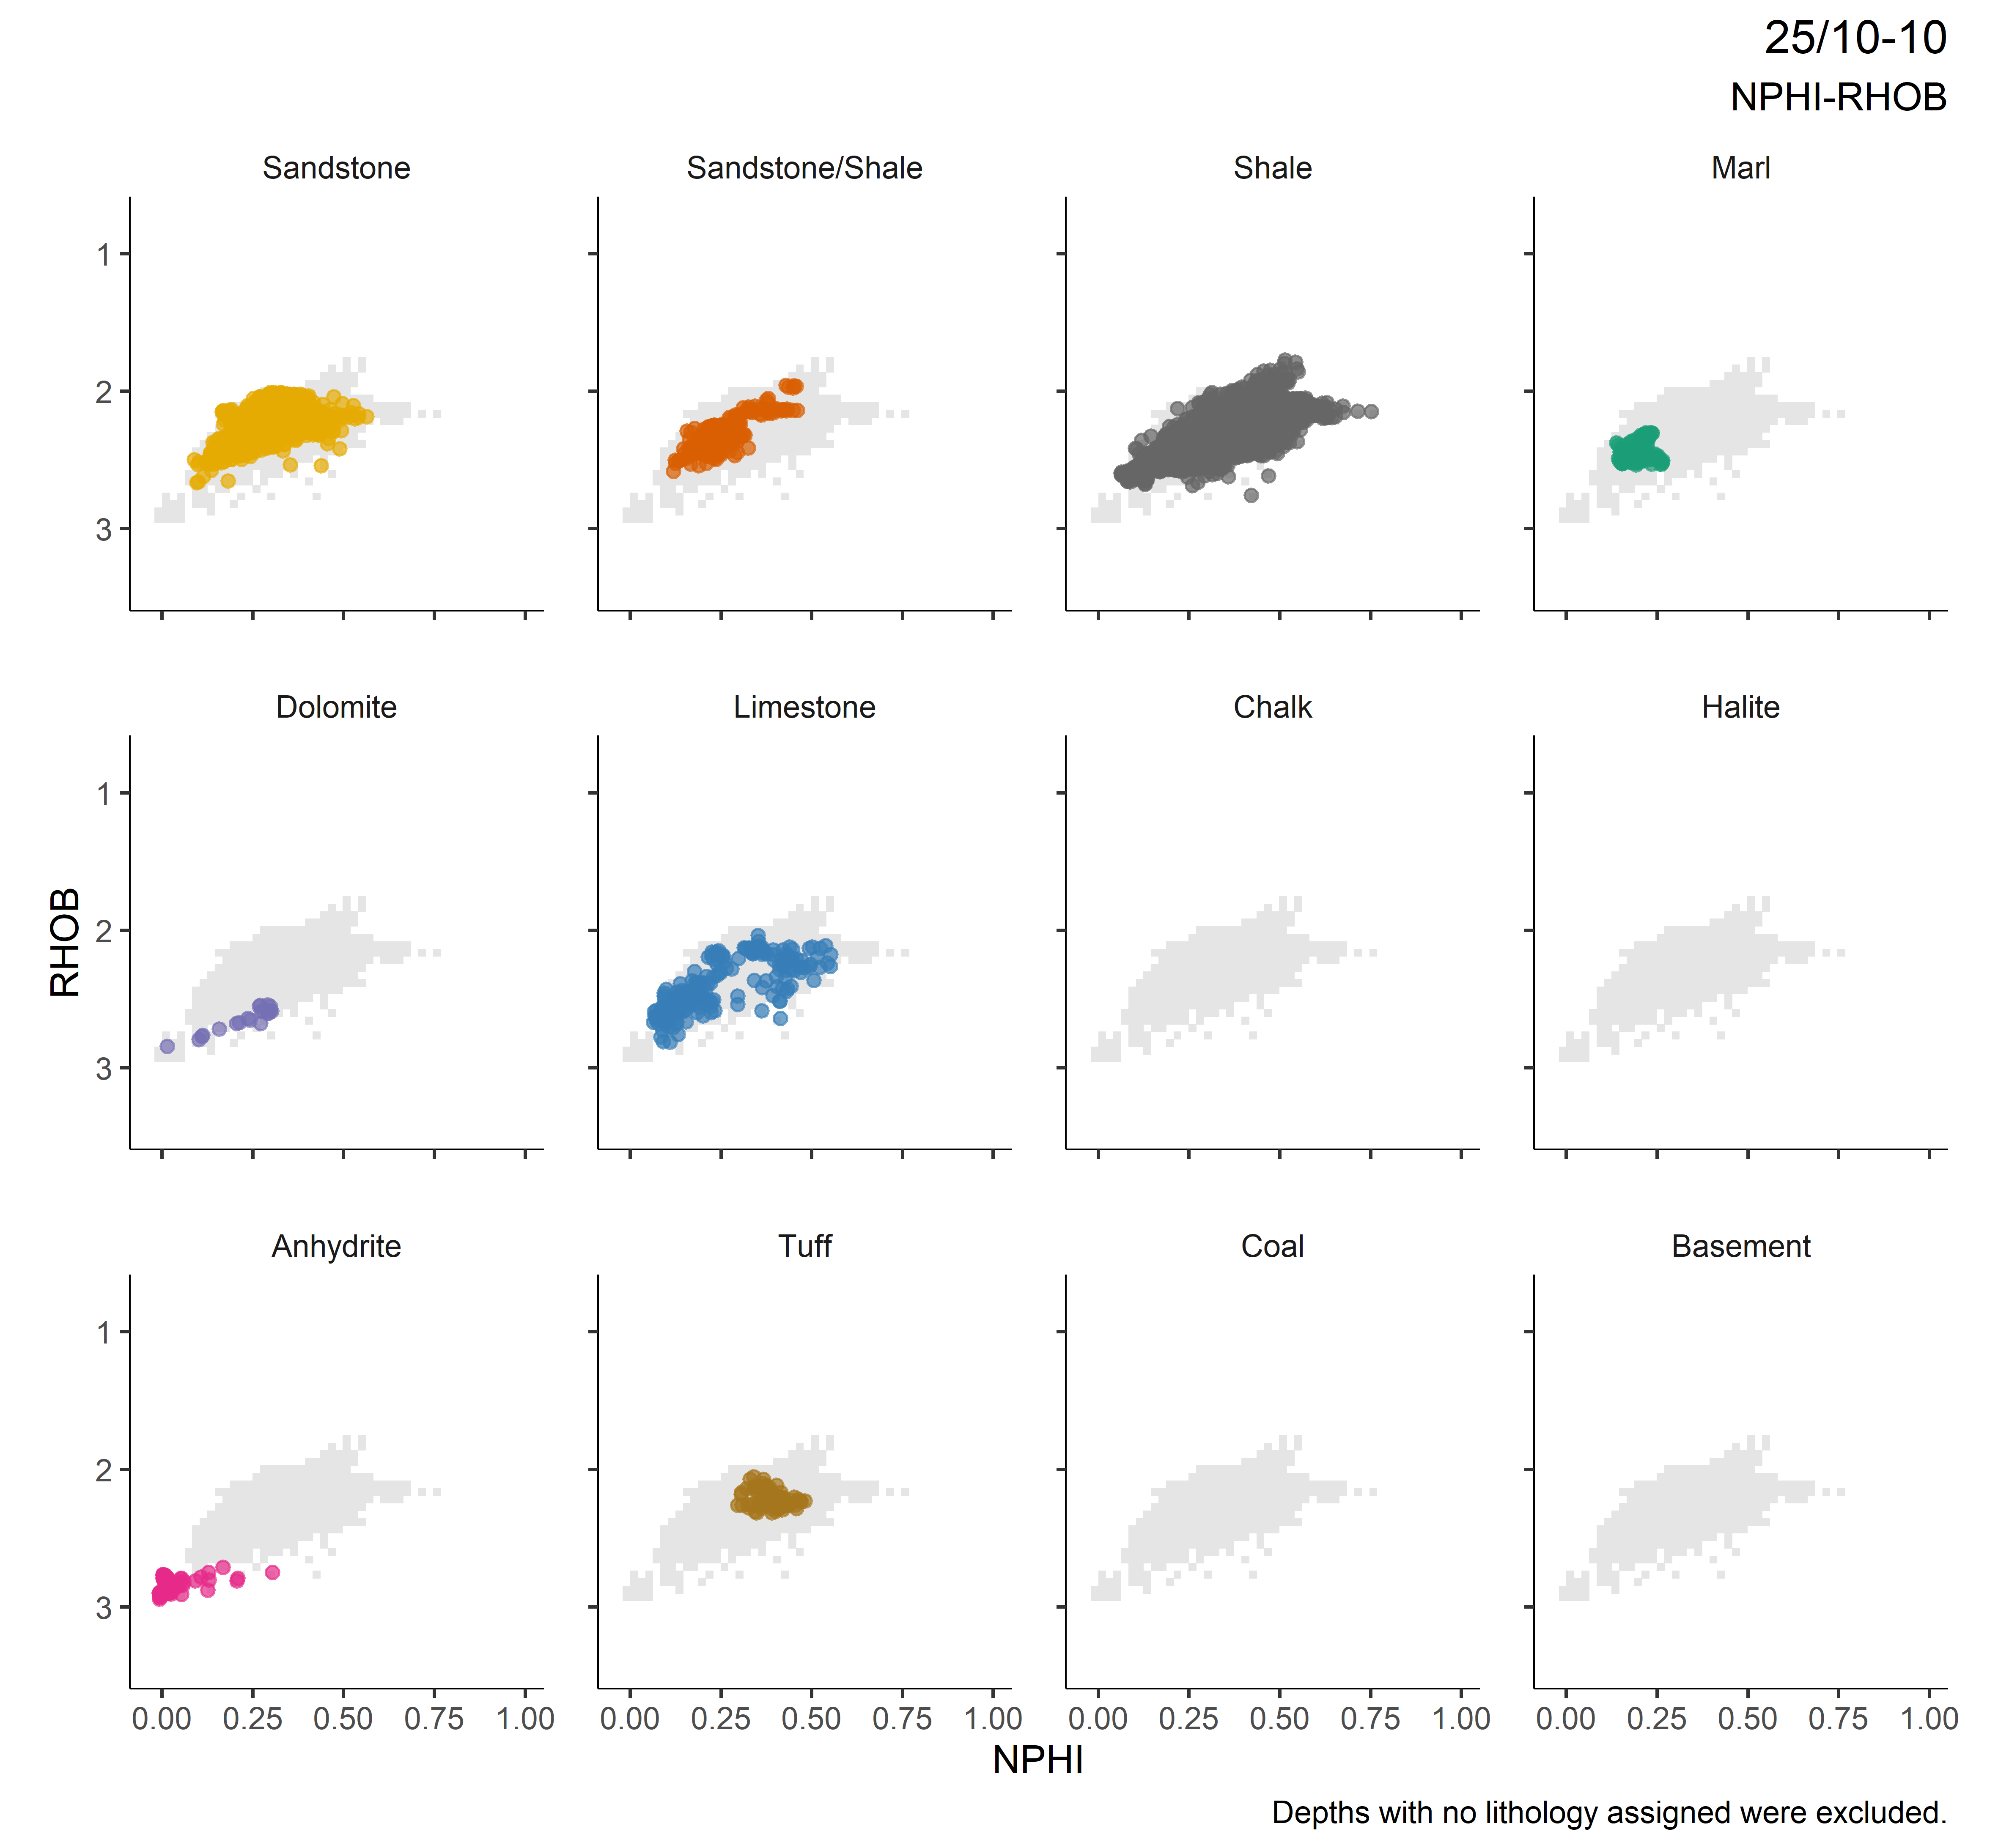 25/10-10
NPHI-RHOB
Sandstone
Sandstone/Shale
Shale
Marl
1
2
3
Dolomite
Limestone
Chalk
Halite
1
2
3
RHOB
Anhydrite
Tuff
Coal
Basement
1
2
3
0.00 0.25 0.50 0.75 1.00
0.00 0.25 0.50 0.75 1.00
0.00 0.25 0.50 0.75 1.00
0.00 0.25 0.50 0.75 1.00
NPHI
Depths with no lithology assigned were excluded.